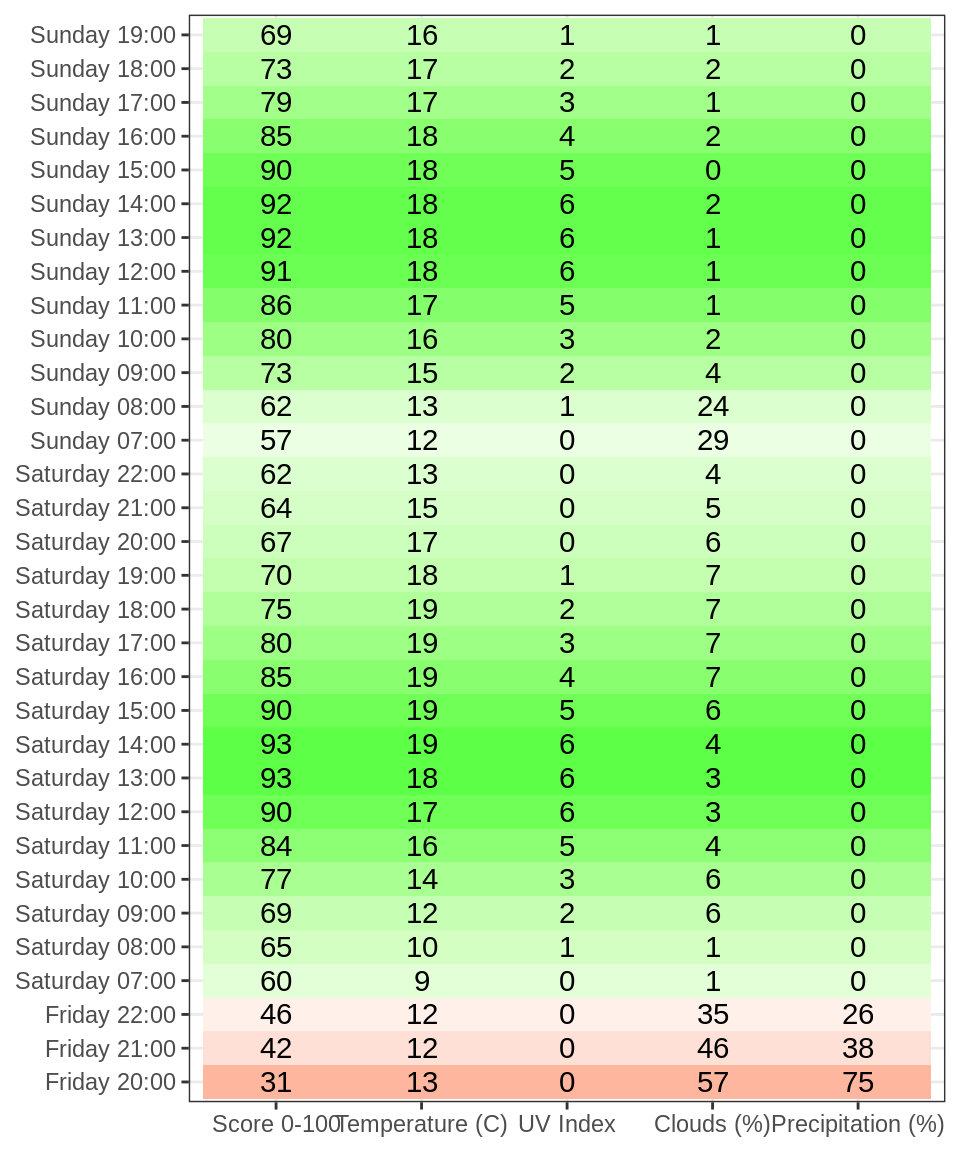 Sunday 19:00 69 16 1 1 0
Sunday 18:00 73 17 2 2 0
Sunday 17:00 79 17 3 1 0
Sunday 16:00 85 18 4 2 0
Sunday 15:00 90 18 5 0 0
Sunday 14:00 92 18 6 2 0
Sunday 13:00 92 18 6 1 0
Sunday 12:00 91 18 6 1 0
Sunday 11:00 86 17 5 1 0
Sunday 10:00 80 16 3 2 0
Sunday 09:00 73 15 2 4 0
Sunday 08:00 62 13 1 24 0
Sunday 07:00 57 12 0 29 0
Saturday 22:00 62 13 0 4 0
Saturday 21:00 64 15 0 5 0
Saturday 20:00 67 17 0 6 0
Saturday 19:00 70 18 1 7 0
Saturday 18:00 75 19 2 7 0
Saturday 17:00 80 19 3 7 0
Saturday 16:00 85 19 4 7 0
Saturday 15:00 90 19 5 6 0
Saturday 14:00 93 19 6 4 0
Saturday 13:00 93 18 6 3 0
Saturday 12:00 90 17 6 3 0
Saturday 11:00 84 16 5 4 0
Saturday 10:00 77 14 3 6 0
Saturday 09:00 69 12 2 6 0
Saturday 08:00 65 10 1 1 0
Saturday 07:00 60 9 0 1 0
Friday 22:00 46 12 0 35 26
Friday 21:00 42 12 0 46 38
Friday 20:00 31 13 0 57 75
Score 0-100 Temperature (C) UV Index Clouds (%) Precipitation (%)